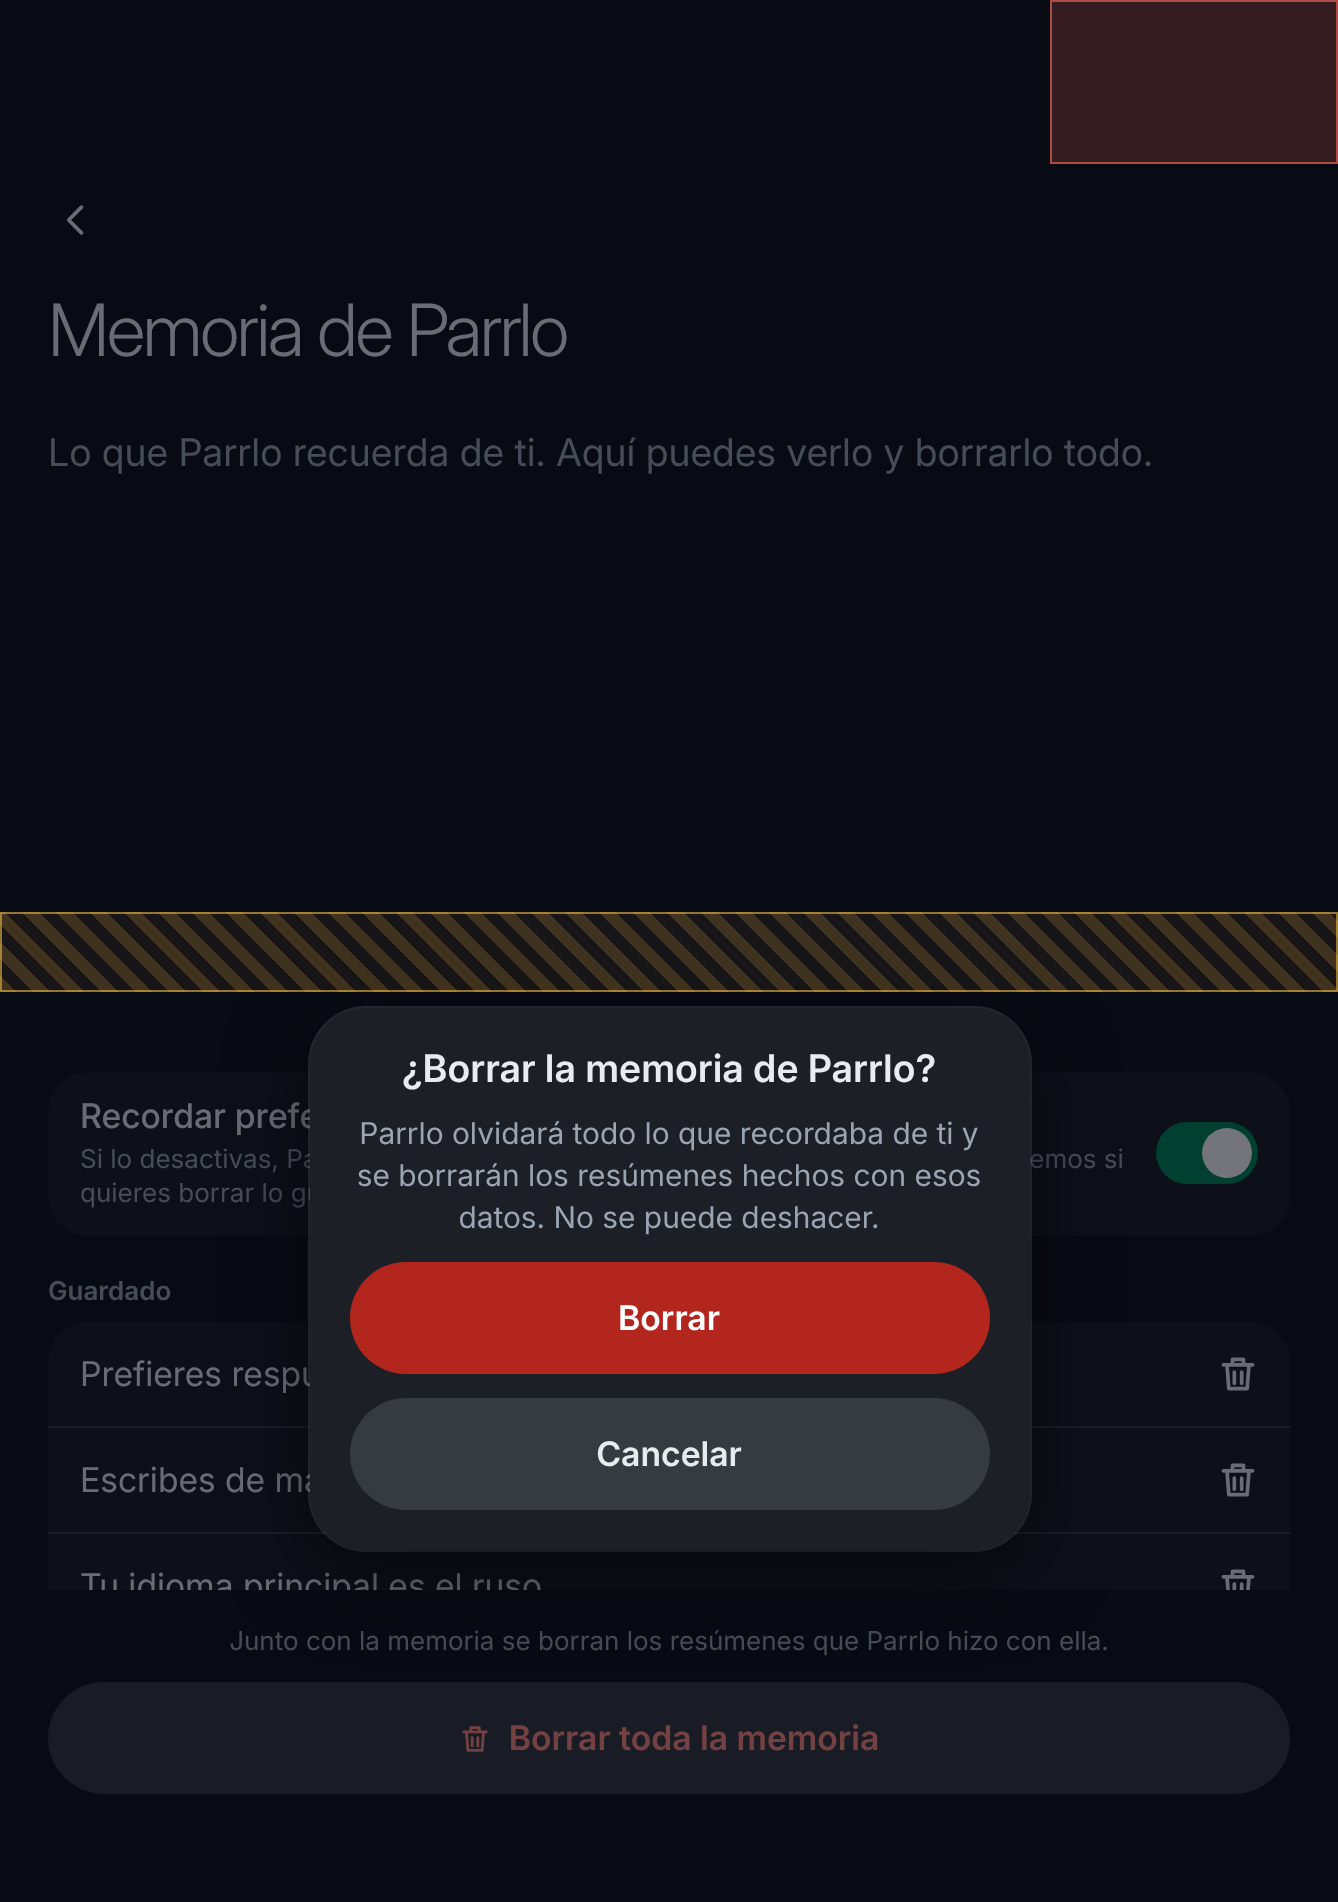 Memoria de Parrlo
Lo que Parrlo recuerda de ti. Aquí puedes verlo y borrarlo todo.
¿Borrar la memoria de Parrlo?
Parrlo olvidará todo lo que recordaba de ti y
se borrarán los resúmenes hechos con esos
datos. No se puede deshacer.
Borrar
Cancelar
Recordar
Si lo desactivas,
si
quieres borrar lo
Guardado
Prefieres
Escribes de
Tu idioma principal es el ruso
Junto con la memoria se borran los resúmenes que Parrlo hizo con ella.
Borrar toda la memoria